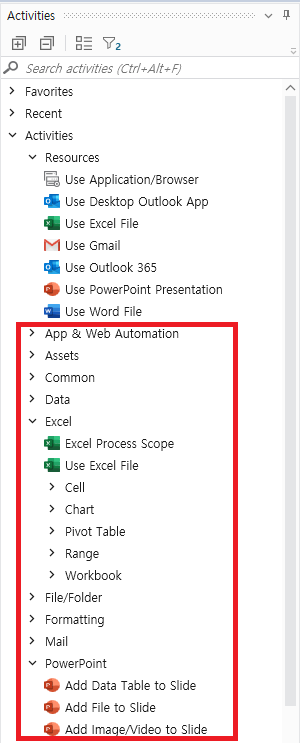 Activities
2
Search activities (Ctrl+Alt+F)
Favorites
Recent
Activities
Resources
Use Application/Browser
Use Desktop Outlook App
Use Excel File
Use Gmail
Use Outlook 365
Use PowerPoint Presentation
Use Word File
App & Web Automation
Assets
Common
Data
Excel
Excel Process Scope
Use Excel File
Cell
Chart
Pivot Table
Range
Workbook
File/Folder
Formatting
Mail
PowerPoint
Add Data Table to Slide
Add File to Slide
Add Image/Video to Slide